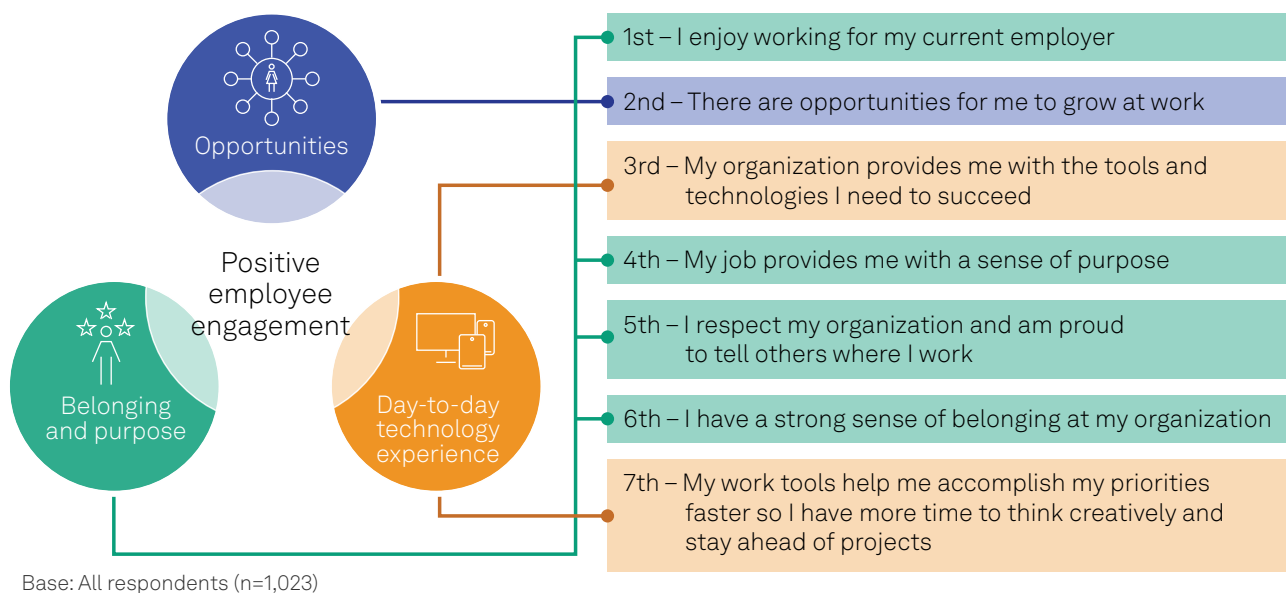 Opportunities
Positive
employee
engagement
Belonging
and purpose
Day-to-day
technology
experience
1st – I enjoy working for my current employer
2nd – There are opportunities for me to grow at work
3rd – My organization provides me with the tools and
technologies I need to succeed
4th – My job provides me with a sense of purpose
5th – I respect my organization and am proud
to tell others where I work
6th – I have a strong sense of belonging at my organization
7th – My work tools help me accomplish my priorities
faster so I have more time to think creatively and
stay ahead of projects
Base: All respondents (n=1,023)